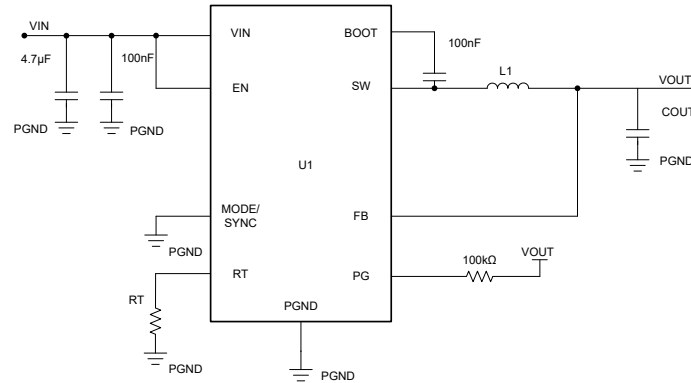 VIN
4.7µF
100nF
PGND
PGND
VIN
BOOT
100nF
EN
SW
L1
VOUT
COUT
PGND
U1
MODE/
SYNC
FB
PGND
RT
PG
100kΩ
VOUT
RT
PGND
PGND
PGND